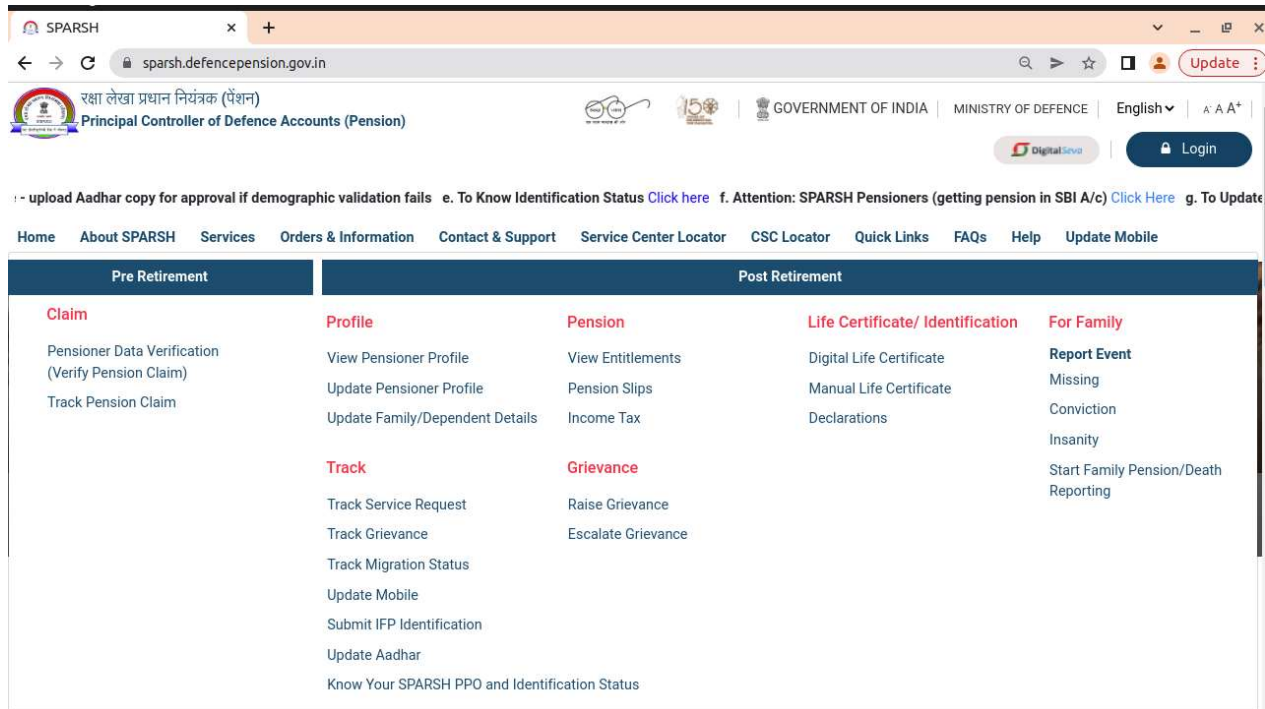 SPARSH
sparsh.defencepension.gov.in
Update
रक्षा लेखा प्रधान नियंत्रक (पेंशन)
Principal Controller of Defence Accounts (Pension)
GOVERNMENT OF INDIA
MINISTRY OF DEFENCE
English
A- A A+
DigitalSeva
Login
- upload Aadhar copy for approval if demographic validation fails e. To Know Identification Status Click here f. Attention: SPARSH Pensioners (getting pension in SBI A/c) Click Here g. To Update
Home About SPARSH Services Orders & Information Contact & Support Service Center Locator CSC Locator Quick Links FAQs Help Update Mobile
Pre Retirement
Claim
Pensioner Data Verification
(Verify Pension Claim)
Track Pension Claim
Post Retirement
Profile
View Pensioner Profile
Update Pensioner Profile
Update Family/Dependent Details
Pension
View Entitlements
Pension Slips
Income Tax
Life Certificate/ Identification
Digital Life Certificate
Manual Life Certificate
Declarations
For Family
Report Event
Missing
Conviction
Insanity
Start Family Pension/Death
Reporting
Track
Track Service Request
Track Grievance
Track Migration Status
Update Mobile
Submit IFP Identification
Update Aadhar
Know Your SPARSH PPO and Identification Status
Grievance
Raise Grievance
Escalate Grievance